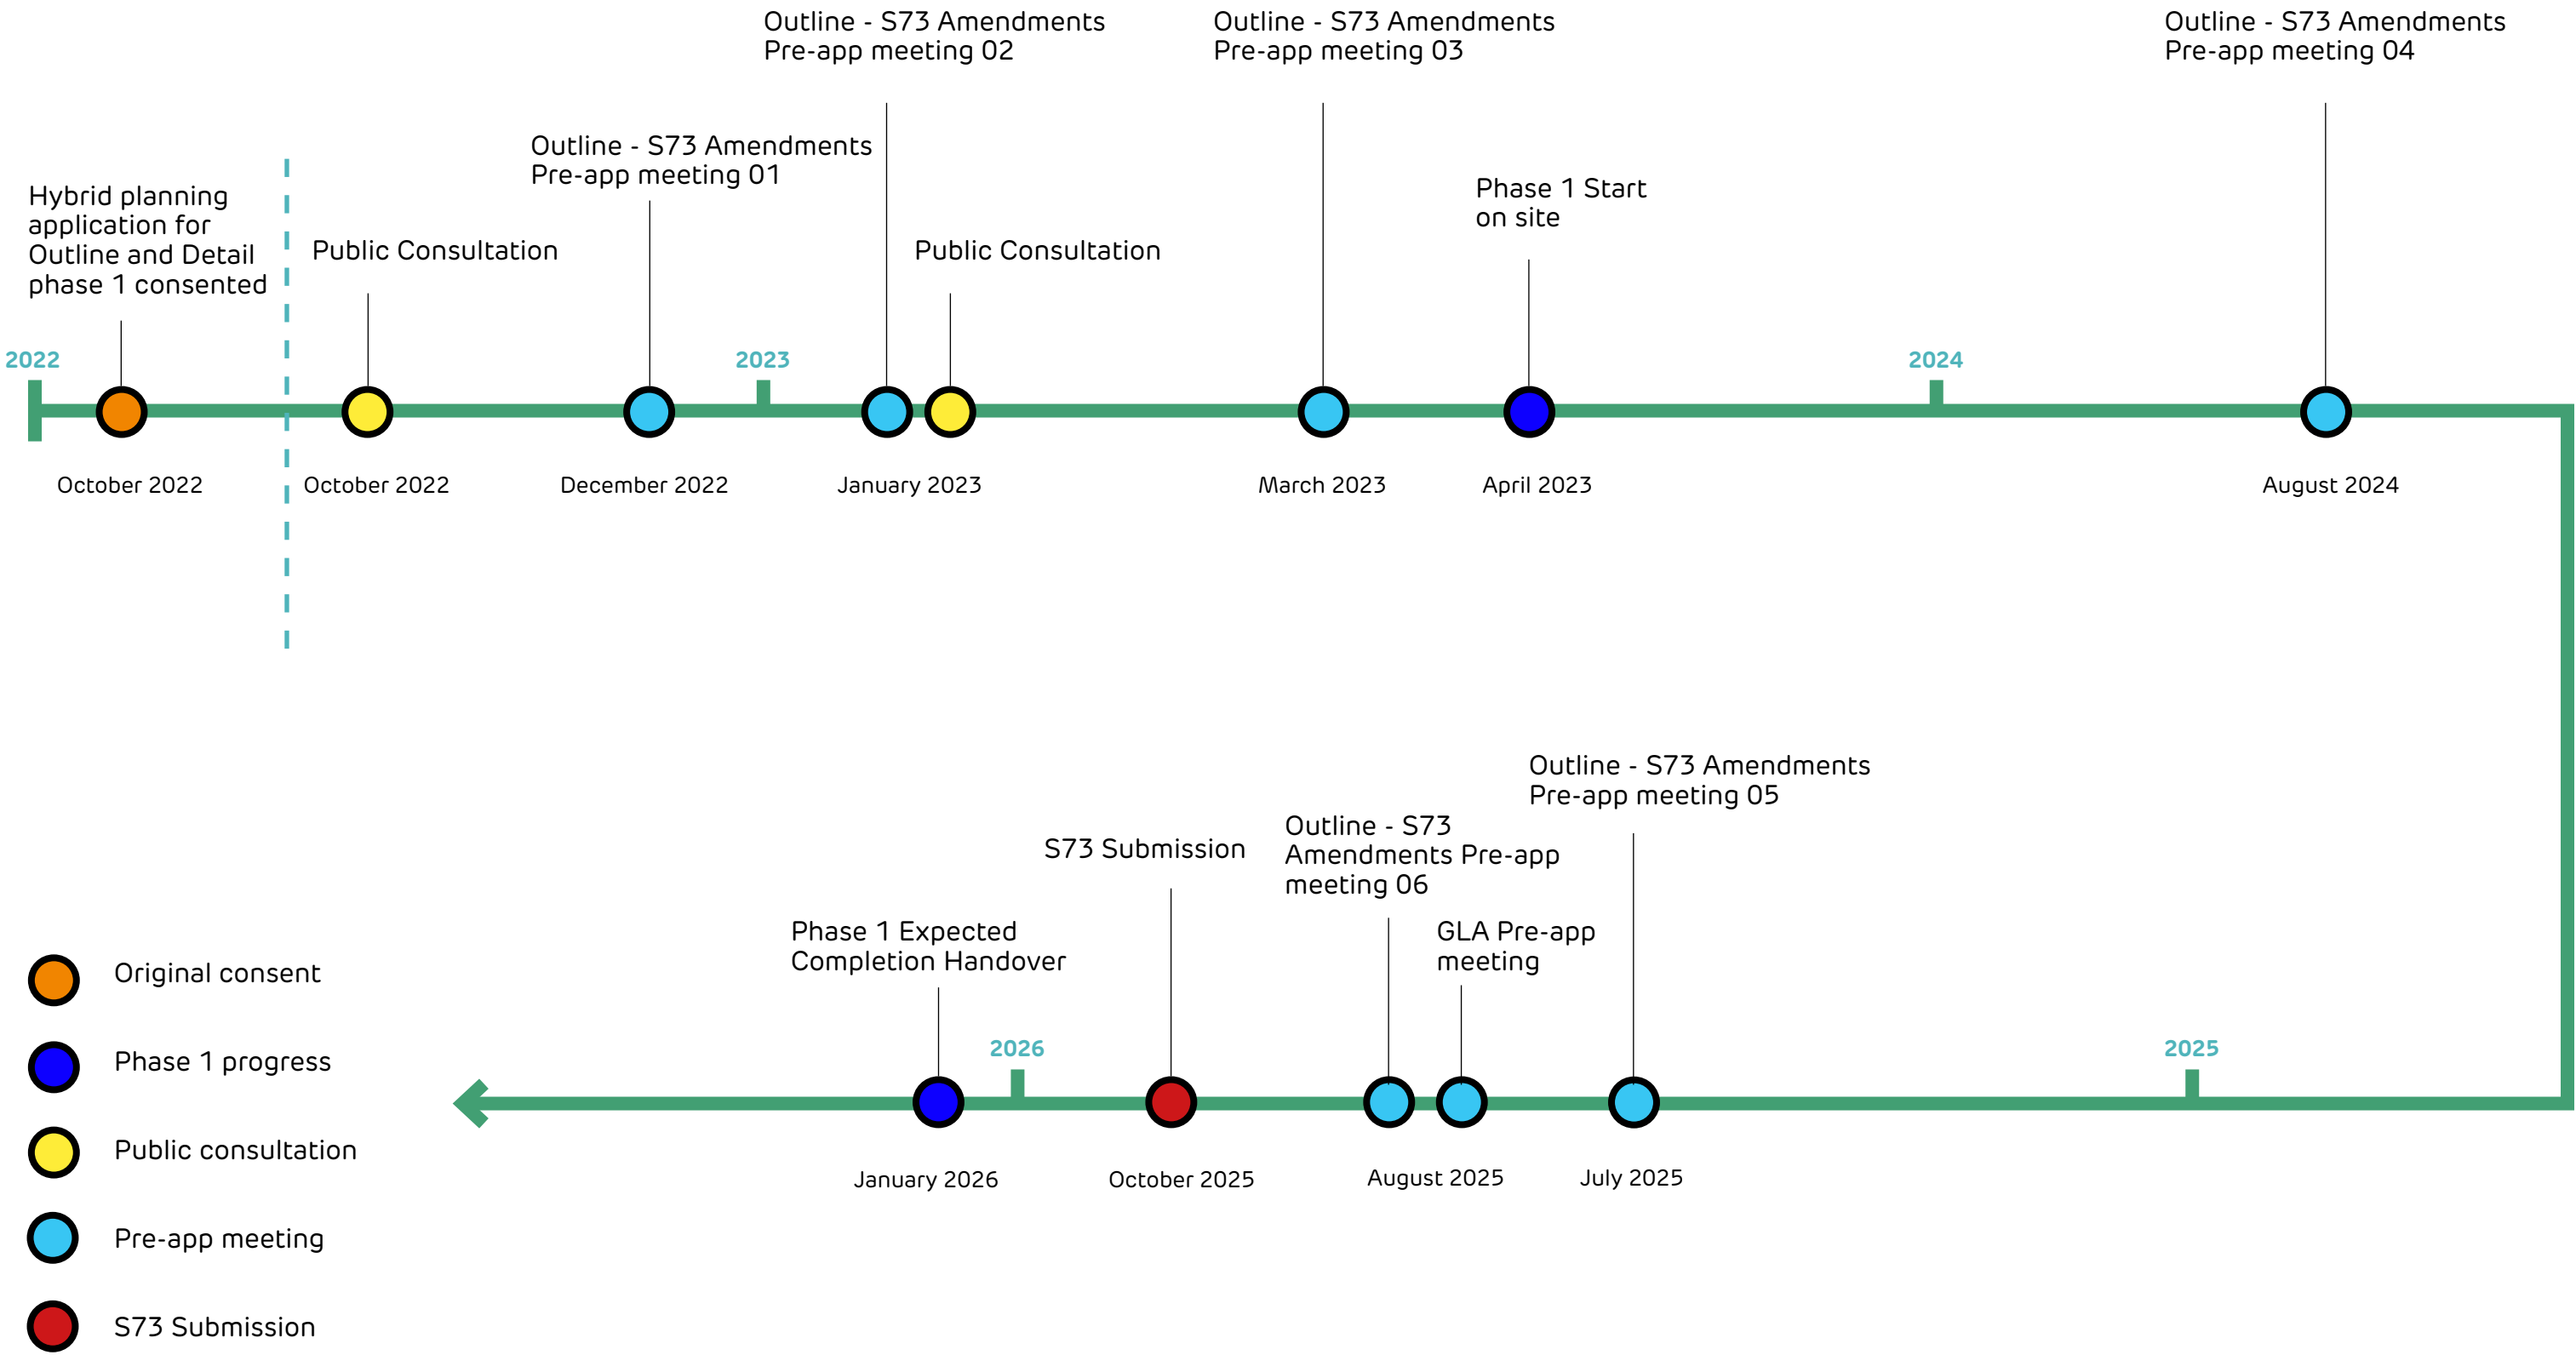 Outline - S73 Amendments
Pre-app meeting 02
Outline - S73 Amendments
Pre-app meeting 03
Outline - S73 Amendments
Pre-app meeting 04
Outline - S73 Amendments
Pre-app meeting 01
Hybrid planning
application for
Outline and Detail
phase 1 consented
Public Consultation
Public Consultation
Phase 1 Start
on site
2022
2023
2024
October 2022
October 2022
December 2022
January 2023
March 2023
April 2023
August 2024
Outline - S73 Amendments
Pre-app meeting 05
Outline - S73
Amendments Pre-app
meeting 06
S73 Submission
GLA Pre-app
meeting
Phase 1 Expected
Completion Handover
2026
2025
January 2026
October 2025
August 2025
July 2025
Original consent
Phase 1 progress
Public consultation
Pre-app meeting
S73 Submission